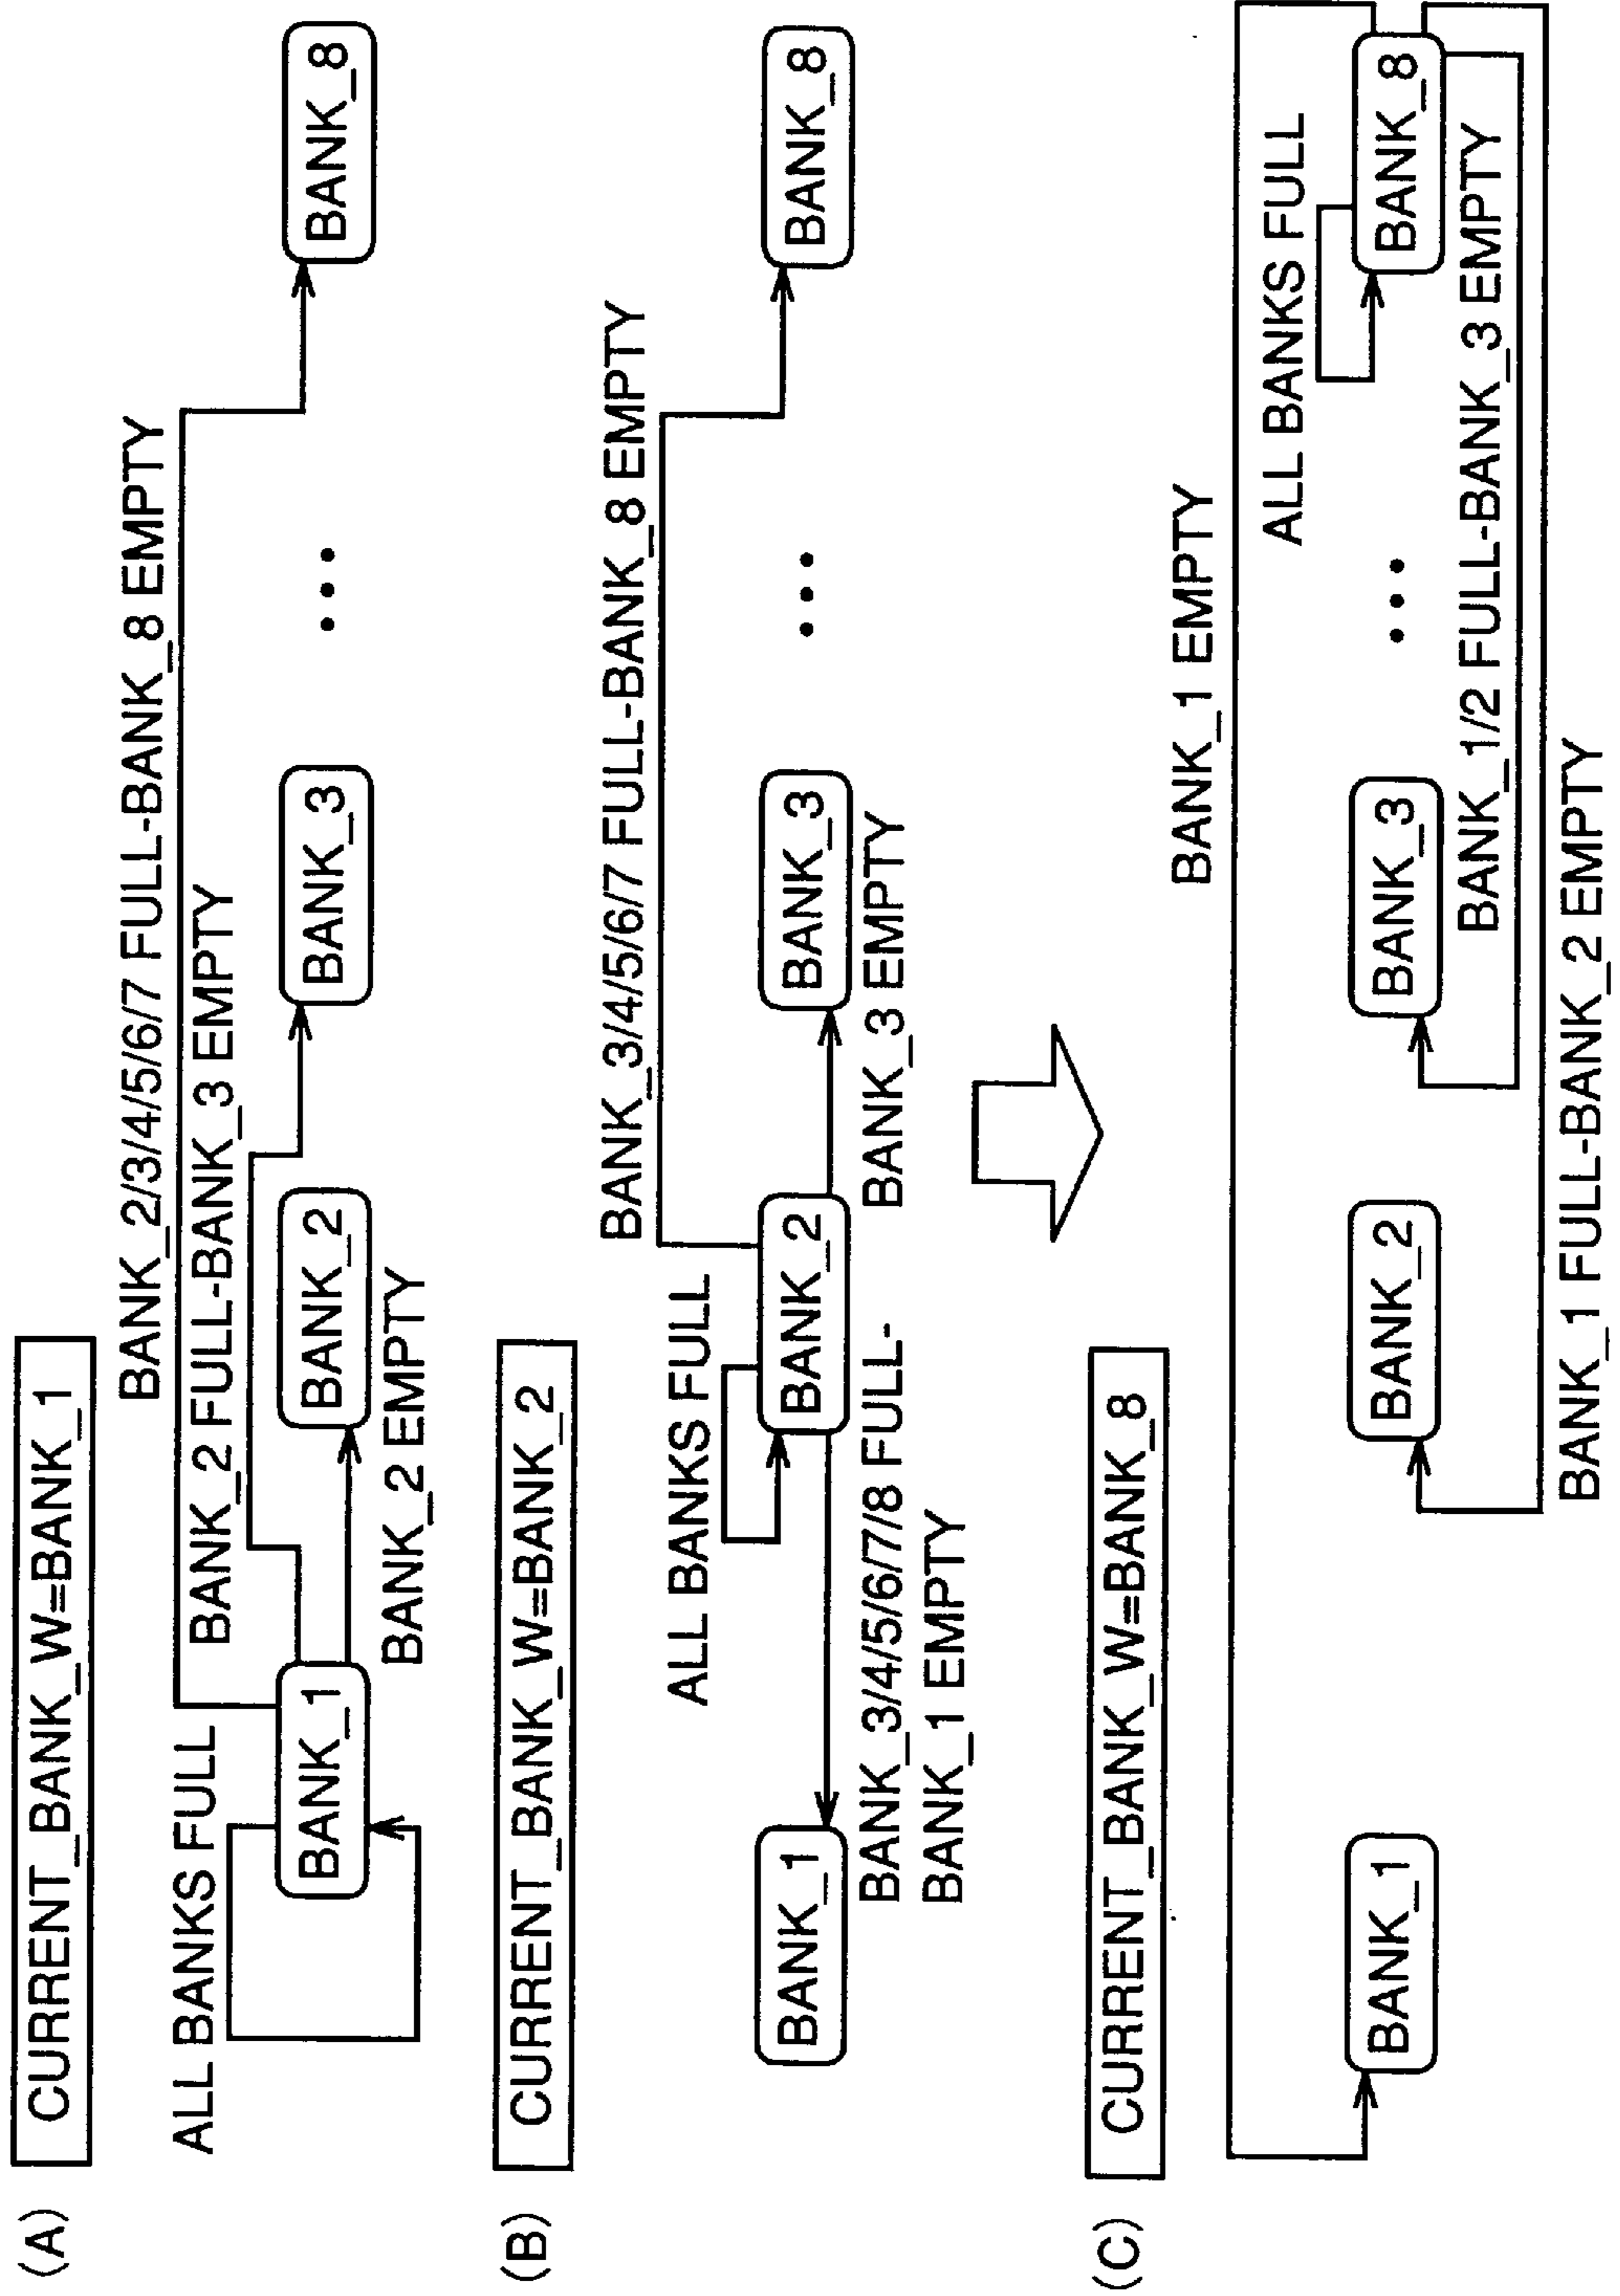 (A)
CURRENT_BANK_W=BANK_1
BANK_2/3/4/5/6/7 FULL-BANK_8 EMPTY
ALL BANKS FULL
BANK_2 FULL-BANK_3 EMPTY
BANK_1
BANK_2
BANK_3
...
BANK_8
BANK_2 EMPTY
(B)
CURRENT_BANK_W=BANK_2
BANK_3/4/5/6/7 FULL-BANK_8 EMPTY
ALL BANKS FULL
BANK_1
BANK_2
BANK_3
...
BANK_8
BANK_3/4/5/6/7/8 FULL-
BANK_1 EMPTY
BANK_3 EMPTY
(C)
CURRENT_BANK_W=BANK_8
BANK_1 EMPTY
ALL BANKS FULL
BANK_1
BANK_2
BANK_3
...
BANK_8
BANK_1/2 FULL-BANK_3 EMPTY
BANK_1 FULL-BANK_2 EMPTY